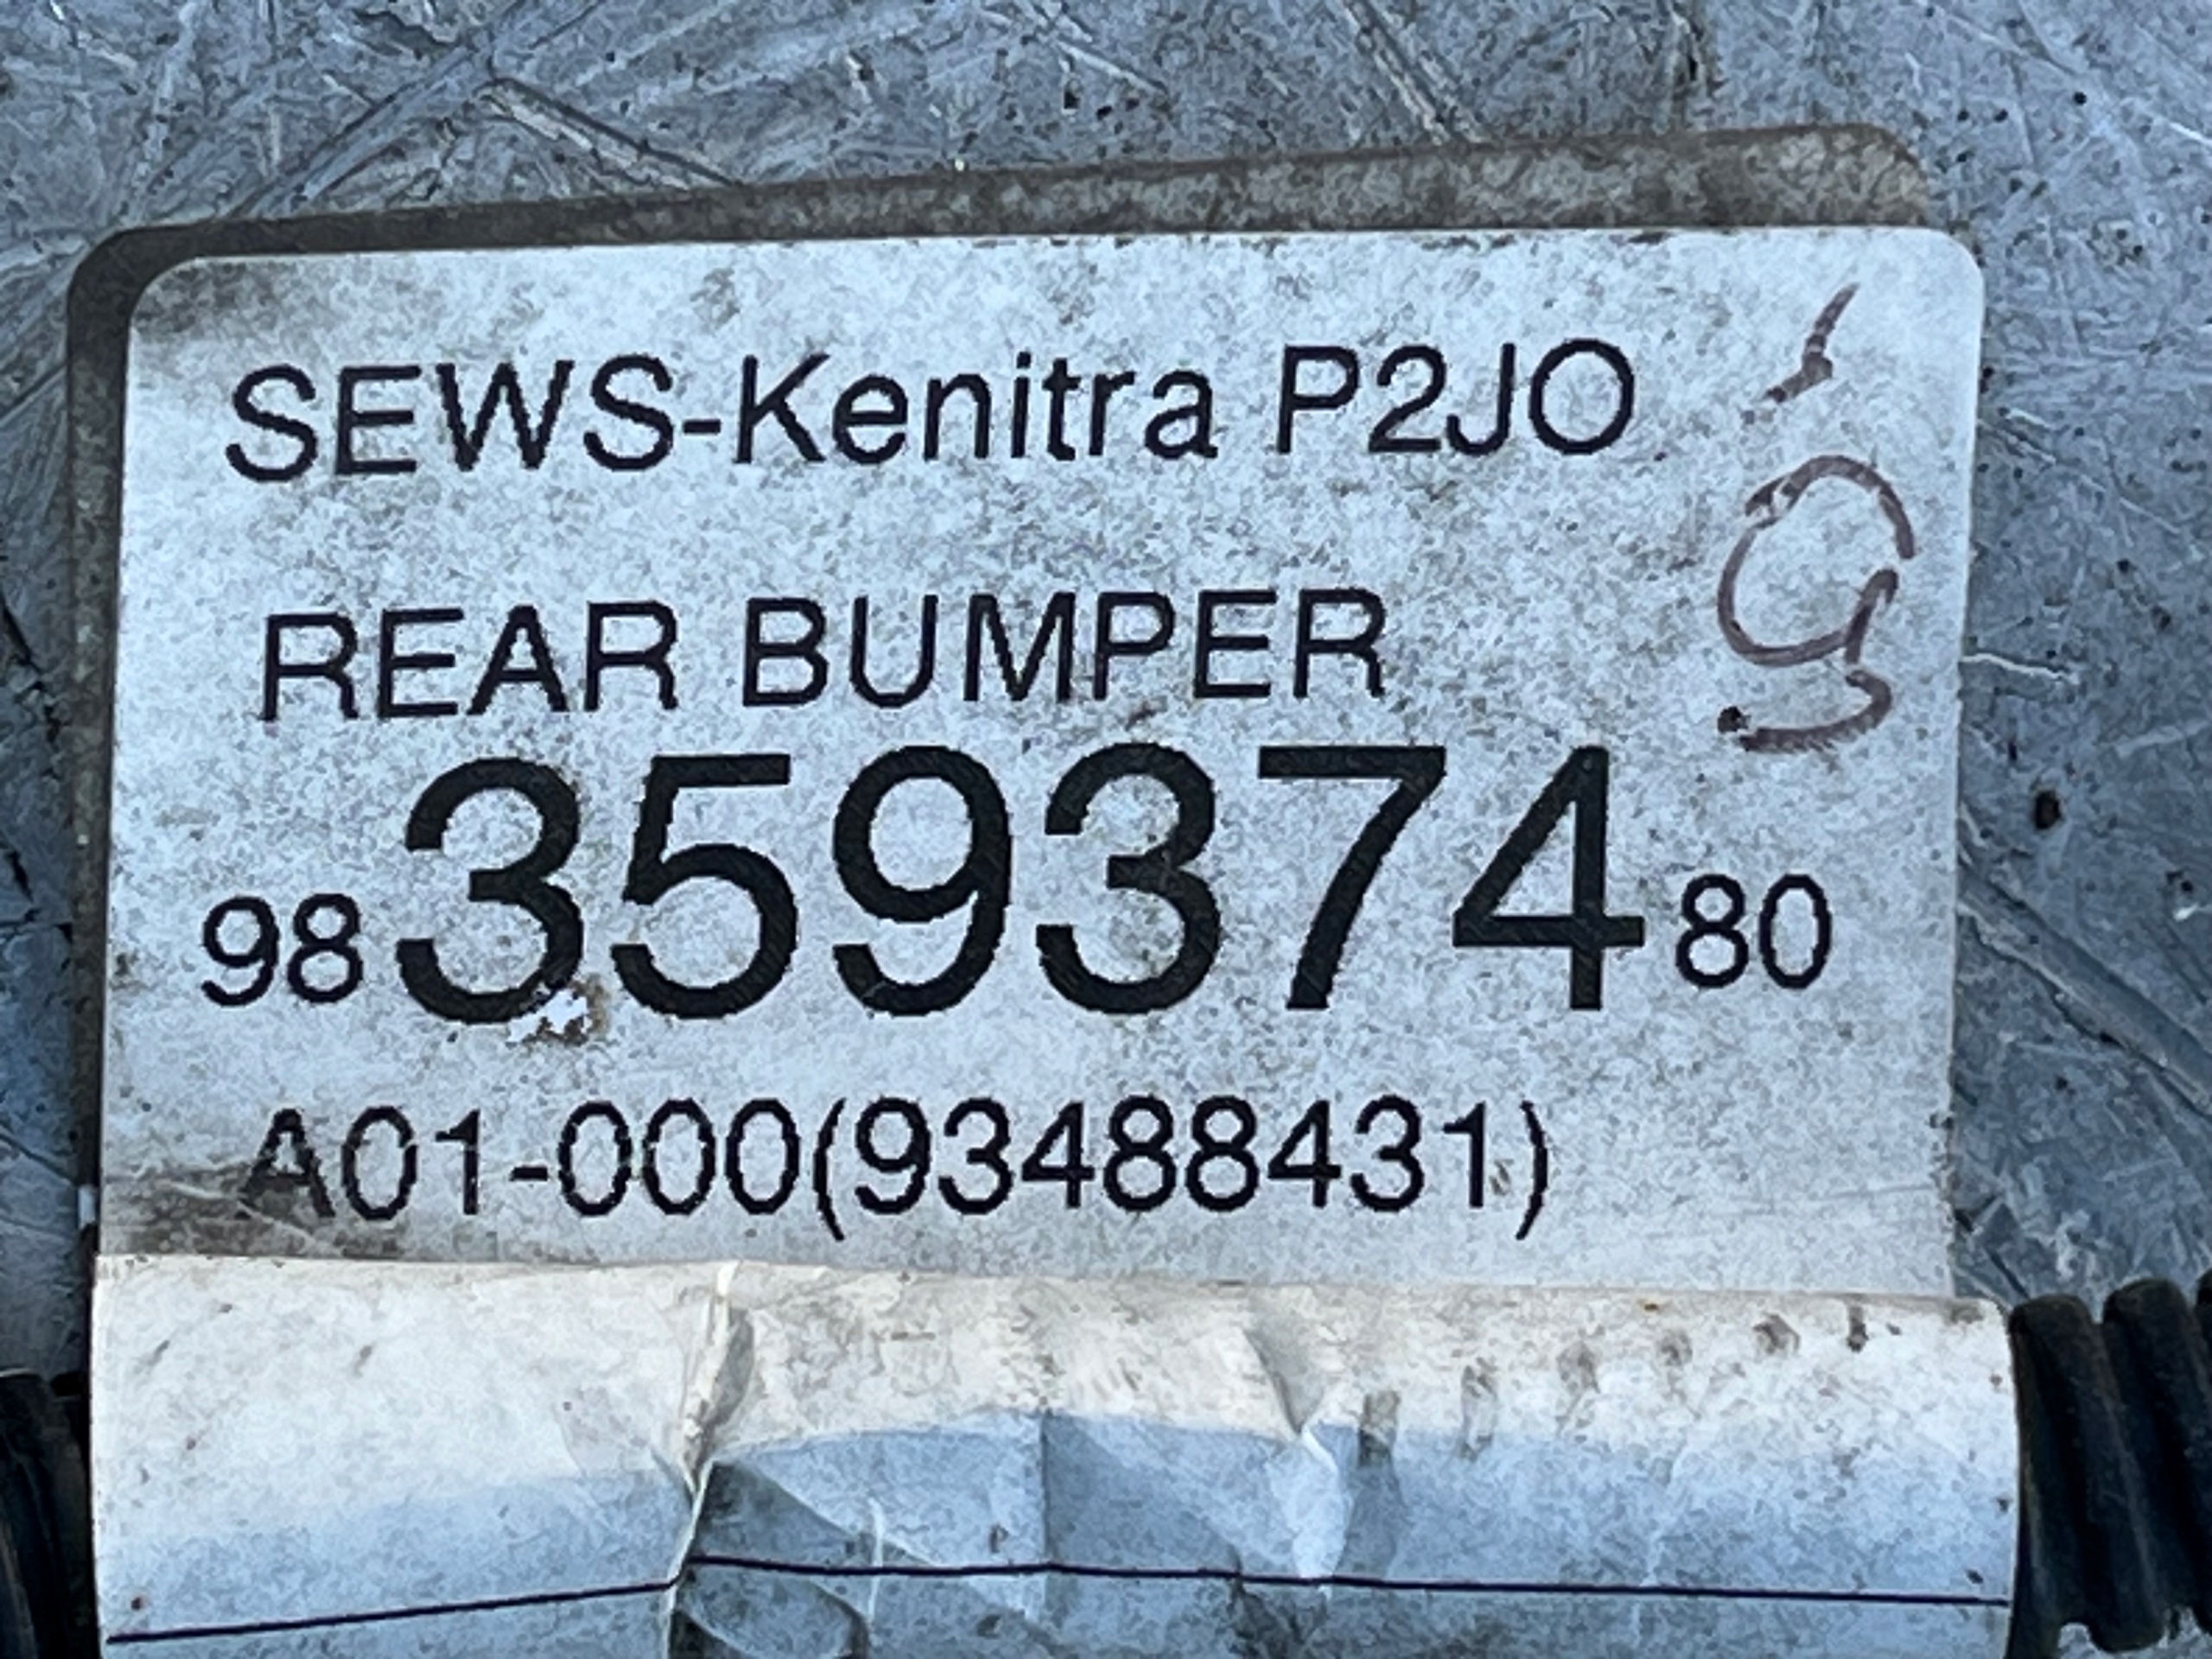 SEWS-Kenitra P2JO
REAR BUMPER
98 359374 80
A01-000(93488431)